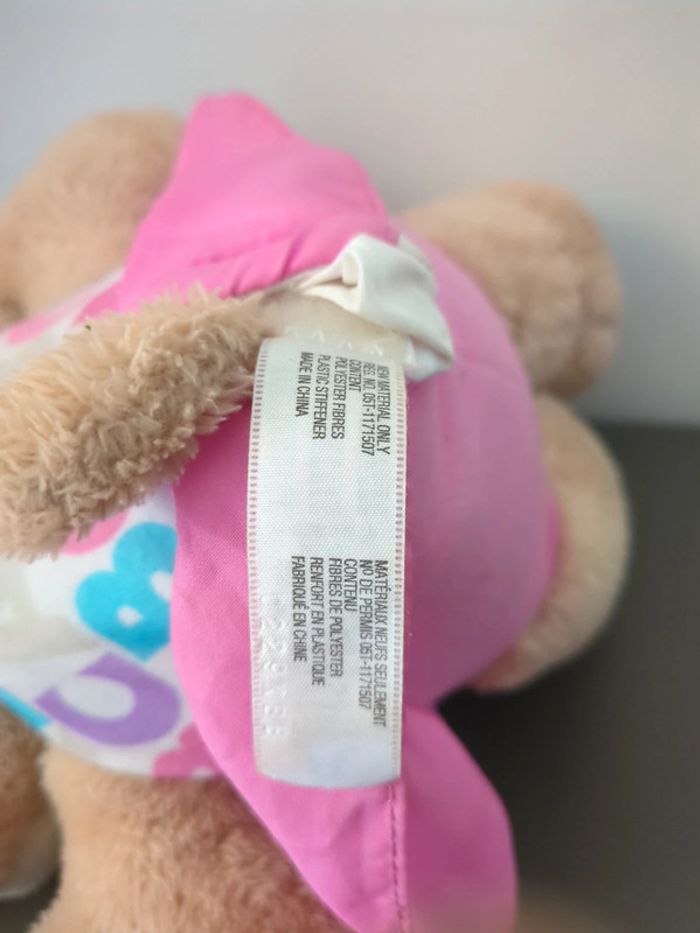 NEW MATERIAL ONLY
REG. NO. 05T-1171507
CONTENT
POLYESTER FIBRES
PLASTIC STIFFENER
MADE IN CHINA
MATÉRIAUX NEUFS SEULEMENT
Nº DE PERMIS 05T-1171507
CONTENU
FIBRES DE POLYESTER
RENFORT EN PLASTIQUE
FABRIQUÉ EN CHINE
B
C